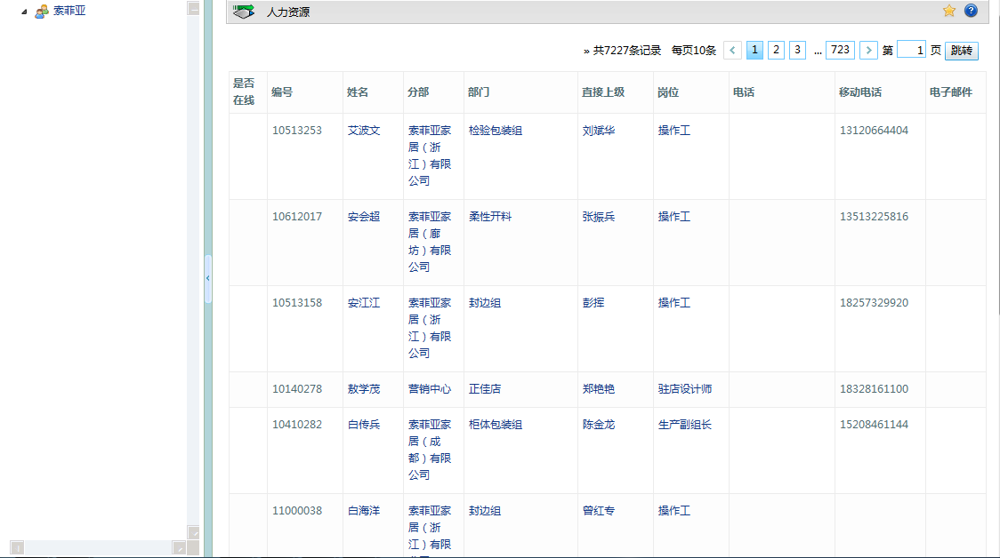 索菲亚
人力资源
» 共7227条记录 每页10条 1 2 3 ... 723 第 1 页 跳转
是否在线 编号 姓名 分部 部门 直接上级 岗位 电话 移动电话 电子邮件
10513253 艾波文 索菲亚家居（浙江）有限公司 检验包装组 刘斌华 操作工 13120664404
10612017 安会超 索菲亚家居（廊坊）有限公司 柔性开料 张振兵 操作工 13513225816
10513158 安江江 索菲亚家居（浙江）有限公司 封边组 彭挥 操作工 18257329920
10140278 敖学茂 营销中心 正佳店 郑艳艳 驻店设计师 18328161100
10410282 白传兵 索菲亚家居（成都）有限公司 柜体包装组 陈金龙 生产副组长 15208461144
11000038 白海洋 索菲亚家居（浙江）有限 封边组 曾红专 操作工